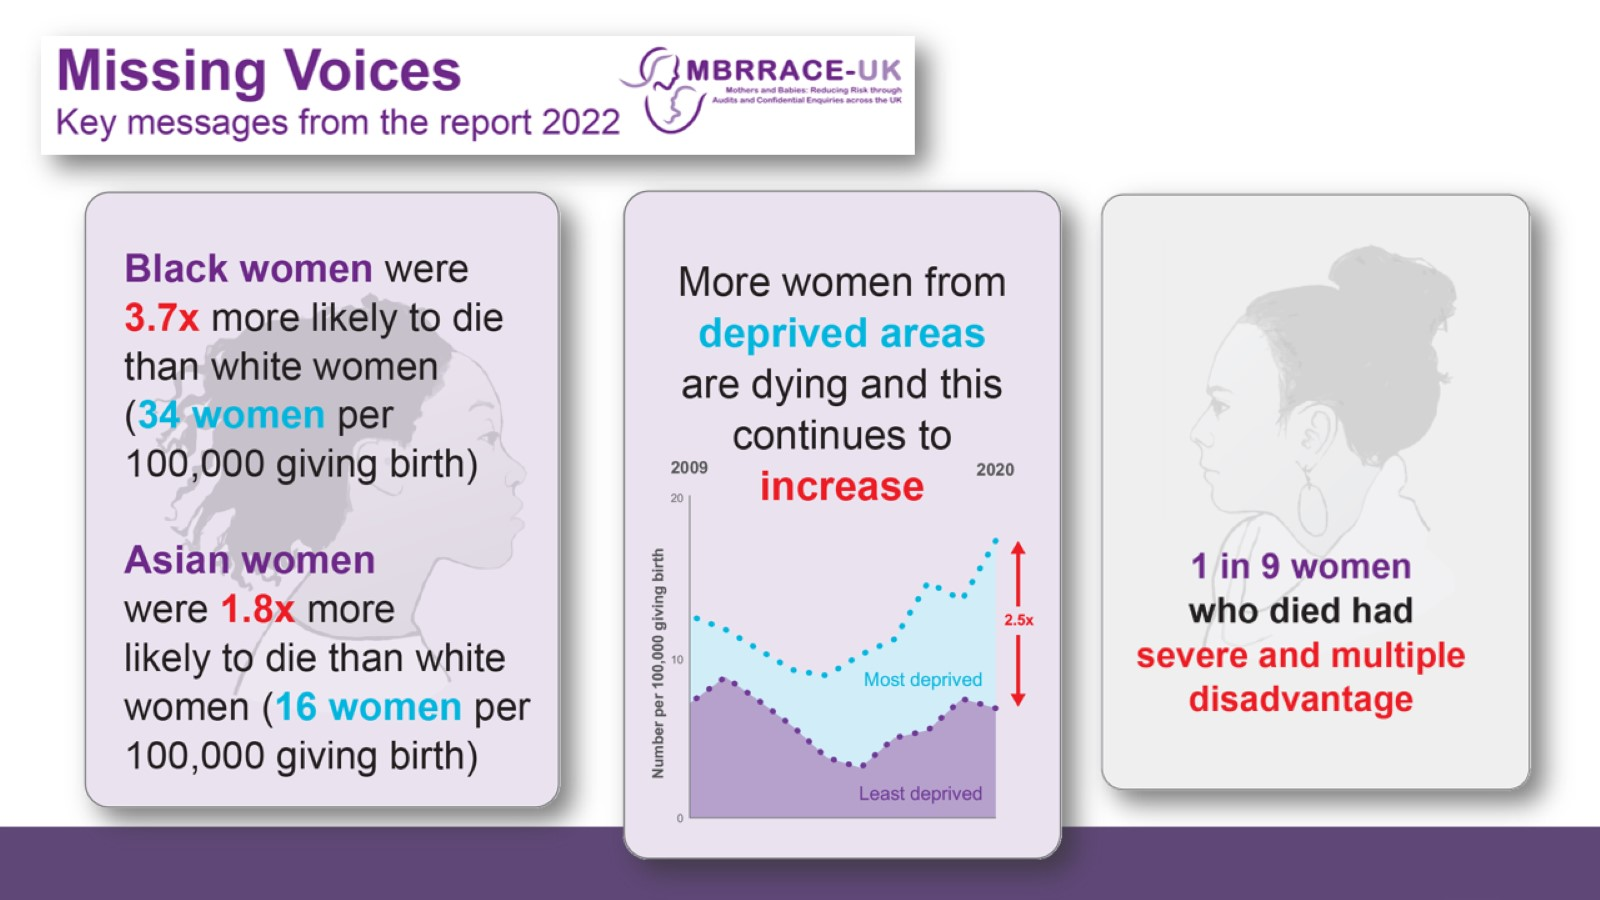 Missing Voices
Key messages from the report 2022
MBRRACE-UK
Mothers and Babies: Reducing Risk through
Audits and Confidential Enquiries across the UK
Black women were
3.7x more likely to die
than white women
(34 women per
100,000 giving birth)
Asian women
were 1.8x more
likely to die than white
women (16 women per
100,000 giving birth)
More women from
deprived areas
are dying and this
continues to
increase
2009
2020
20
10
0
Number per 100,000 giving birth
Most deprived
Least deprived
2.5x
1 in 9 women
who died had
severe and multiple
disadvantage